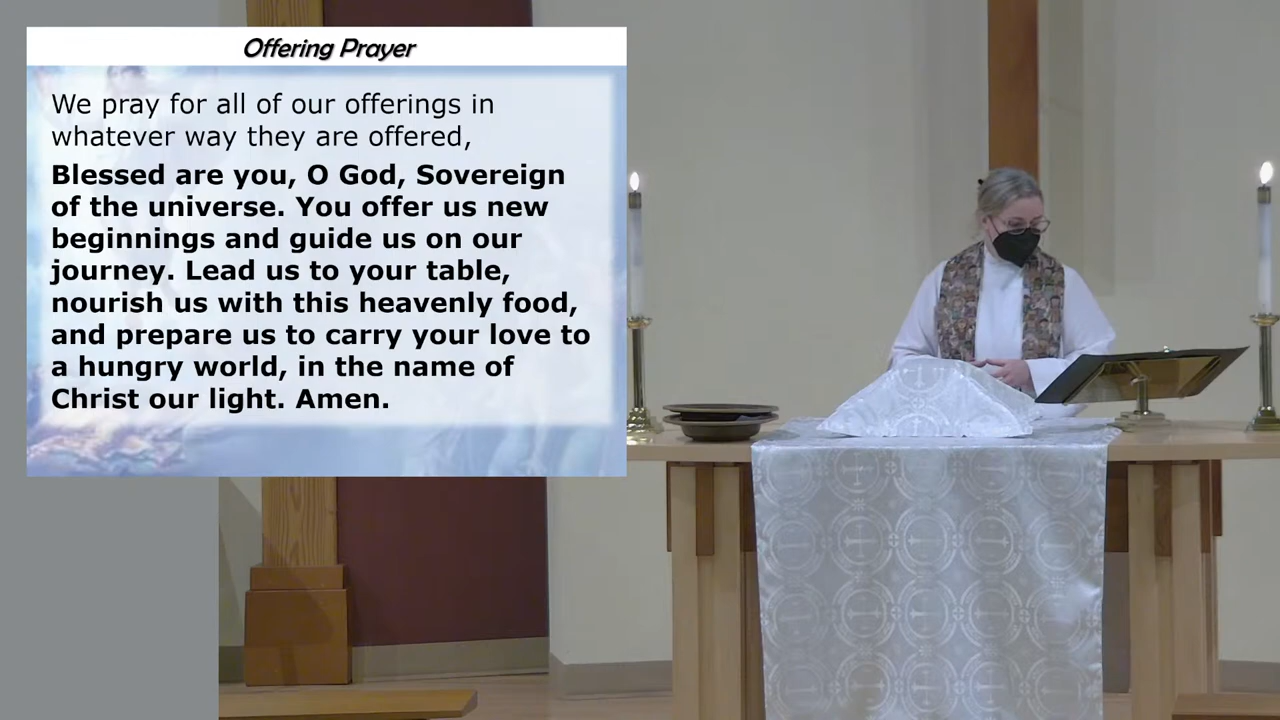 Offering Prayer
We pray for all of our offerings in
whatever way they are offered,
Blessed are you, O God, Sovereign
of the universe. You offer us new
beginnings and guide us on our
journey. Lead us to your table,
nourish us with this heavenly food,
and prepare us to carry your love to
a hungry world, in the name of
Christ our light. Amen.